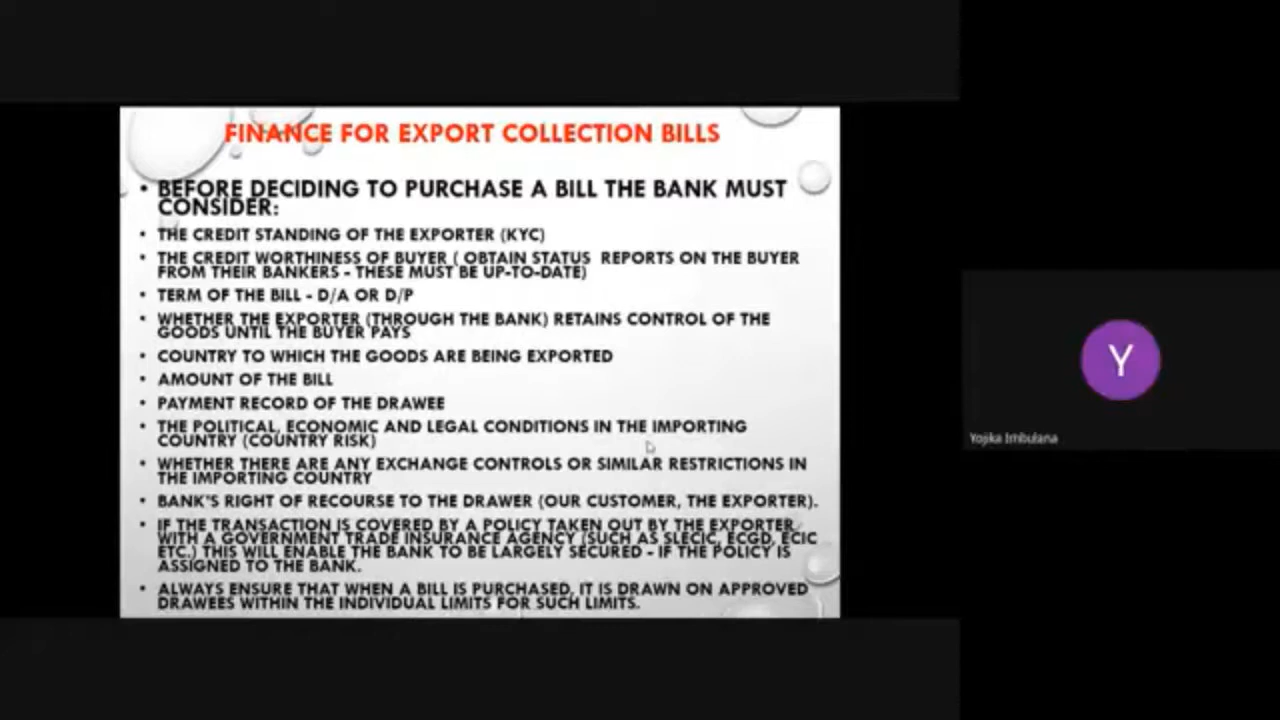 FINANCE FOR EXPORT COLLECTION BILLS
• BEFORE DECIDING TO PURCHASE A BILL THE BANK MUST
CONSIDER:
• THE CREDIT STANDING OF THE EXPORTER (KYC)
• THE CREDIT WORTHINESS OF BUYER ( OBTAIN STATUS REPORTS ON THE BUYER
FROM THEIR BANKERS - THESE MUST BE UP-TO-DATE)
• TERM OF THE BILL - D/A OR D/P
• WHETHER THE EXPORTER (THROUGH THE BANK) RETAINS CONTROL OF THE
GOODS UNTIL THE BUYER PAYS
• COUNTRY TO WHICH THE GOODS ARE BEING EXPORTED
• AMOUNT OF THE BILL
• PAYMENT RECORD OF THE DRAWEE
• THE POLITICAL, ECONOMIC AND LEGAL CONDITIONS IN THE IMPORTING
COUNTRY (COUNTRY RISK)
• WHETHER THERE ARE ANY EXCHANGE CONTROLS OR SIMILAR RESTRICTIONS IN
THE IMPORTING COUNTRY
• BANK'S RIGHT OF RECOURSE TO THE DRAWER (OUR CUSTOMER, THE EXPORTER).
• IF THE TRANSACTION IS COVERED BY A POLICY TAKEN OUT BY THE EXPORTER
WITH A GOVERNMENT TRADE INSURANCE AGENCY (SUCH AS SLECIC, ECGD, ECIC
ETC.) THIS WILL ENABLE THE BANK TO BE LARGELY SECURED - IF THE POLICY IS
ASSIGNED TO THE BANK.
• ALWAYS ENSURE THAT WHEN A BILL IS PURCHASED, IT IS DRAWN ON APPROVED
DRAWEES WITHIN THE INDIVIDUAL LIMITS FOR SUCH LIMITS.
Y
Yojika Imbulana